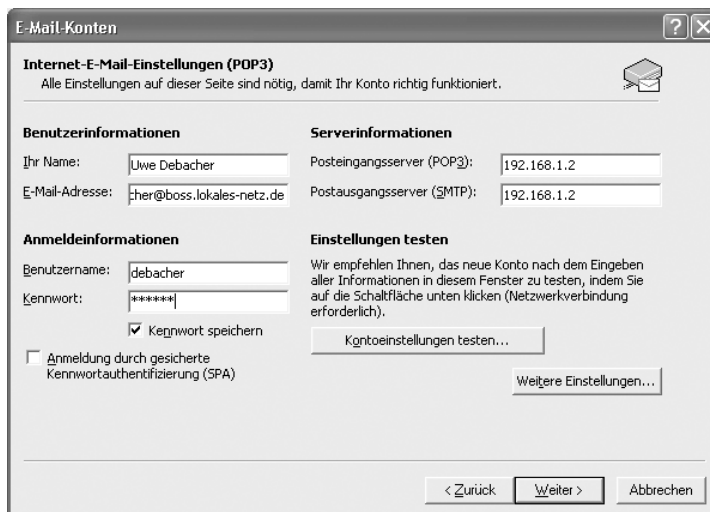 E-Mail-Konten
Internet-E-Mail-Einstellungen (POP3)
Alle Einstellungen auf dieser Seite sind nötig, damit Ihr Konto richtig funktioniert.
Benutzerinformationen
Ihr Name: Uwe Debacher
E-Mail-Adresse: cher@boss.lokales-netz.de
Serverinformationen
Posteingangsserver (POP3): 192.168.1.2
Postausgangsserver (SMTP): 192.168.1.2
Anmeldeinformationen
Benutzername: debacher
Kennwort: ******
Kennwort speichern
Anmeldung durch gesicherte
Kennwortauthentifizierung (SPA)
Einstellungen testen
Wir empfehlen Ihnen, das neue Konto nach dem Eingeben
aller Informationen in diesem Fenster zu testen, indem Sie
auf die Schaltfläche unten klicken (Netzwerkverbindung
erforderlich).
Kontoeinstellungen testen...
Weitere Einstellungen...
< Zurück
Weiter >
Abbrechen